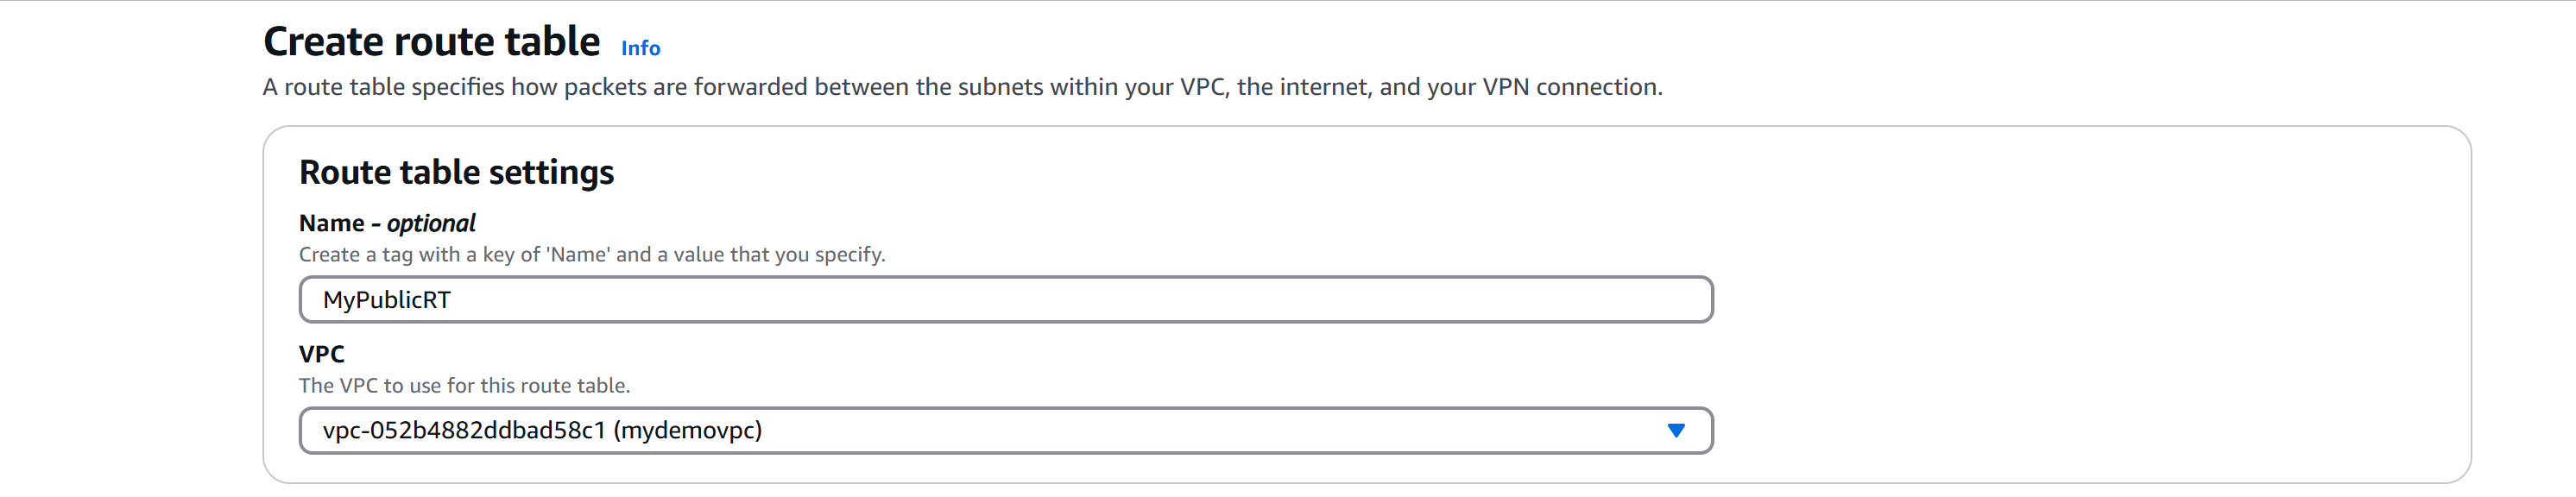 Create route table Info
A route table specifies how packets are forwarded between the subnets within your VPC, the internet, and your VPN connection.
Route table settings
Name - optional
Create a tag with a key of 'Name' and a value that you specify.
MyPublicRT
VPC
The VPC to use for this route table.
vpc-052b4882ddbad58c1 (mydemovpc)